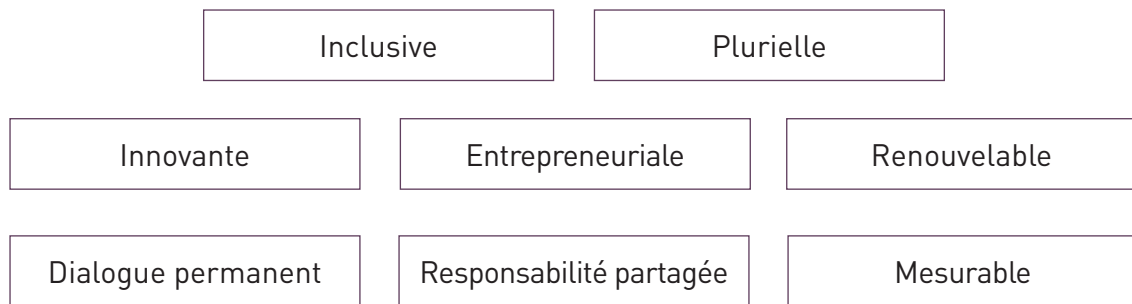 Inclusive
Plurielle
Innovante
Entrepreneuriale
Renouvelable
Dialogue permanent
Responsabilité partagée
Mesurable